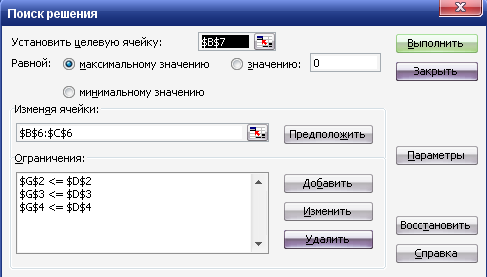 Поиск решения
Установить целевую ячейку: $B$7 Выполнить
Равной: максимальному значению значению: 0 Закрыть
минимальному значению
Изменяя ячейки:
$B$6:$C$6 Предположить
Ограничения: Параметры
$G$2 <= $D$2 Добавить
$G$3 <= $D$3
$G$4 <= $D$4 Изменить
Восстановить
Удалить
Справка